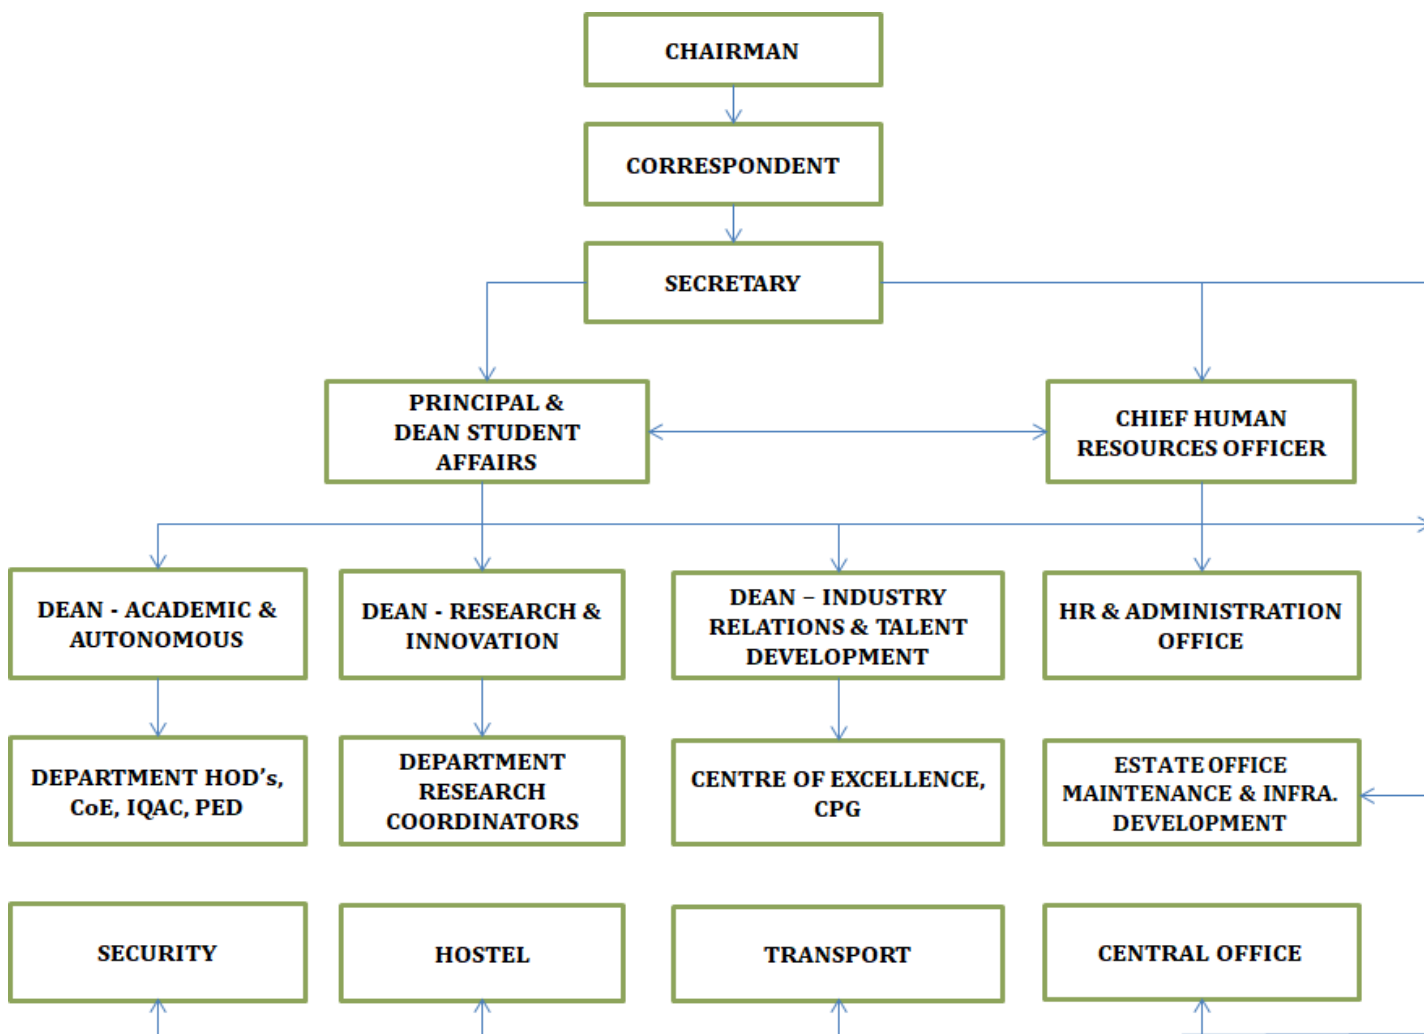 CHAIRMAN
CORRESPONDENT
SECRETARY
PRINCIPAL &
DEAN STUDENT
AFFAIRS
CHIEF HUMAN
RESOURCES OFFICER
DEAN - ACADEMIC &
AUTONOMOUS
DEAN - RESEARCH &
INNOVATION
DEAN – INDUSTRY
RELATIONS & TALENT
DEVELOPMENT
HR & ADMINISTRATION
OFFICE
DEPARTMENT HOD's,
CoE, IQAC, PED
DEPARTMENT
RESEARCH
COORDINATORS
CENTRE OF EXCELLENCE,
CPG
ESTATE OFFICE
MAINTENANCE & INFRA.
DEVELOPMENT
SECURITY
HOSTEL
TRANSPORT
CENTRAL OFFICE